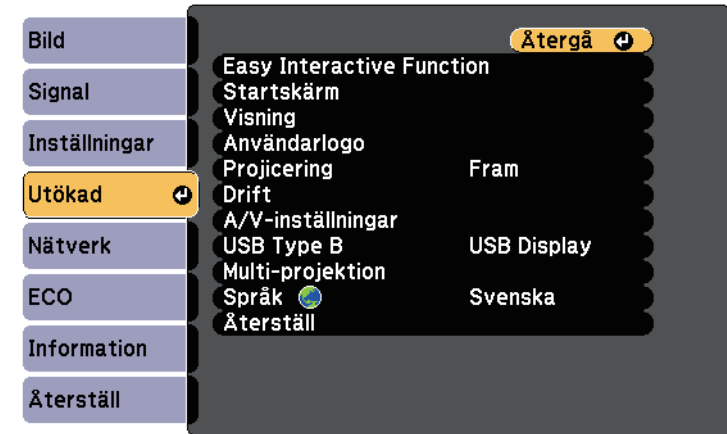 Bild
Signal
Inställningar
Utökad
Nätverk
ECO
Information
Återställ
Återgå
Easy Interactive Function
Startskärm
Visning
Användarlogo
Projicering Fram
Drift
A/V-inställningar
USB Type B USB Display
Multi-projektion
Språk Svenska
Återställ